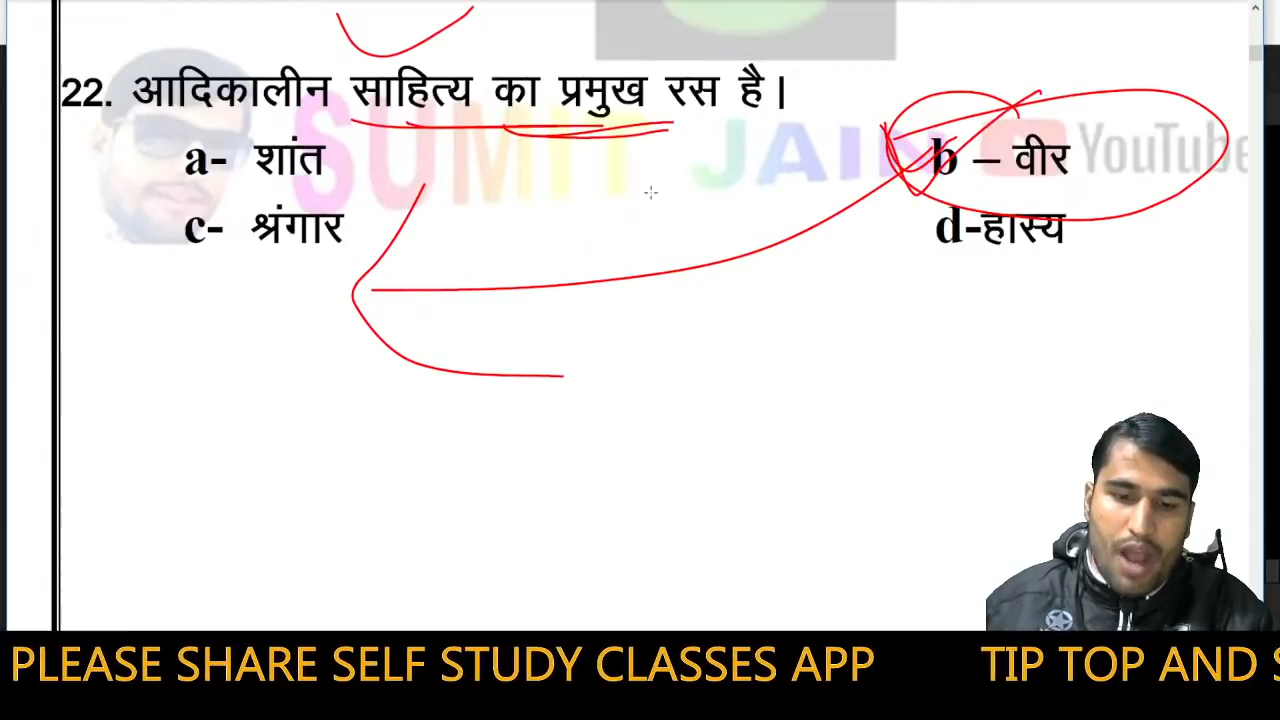 22. आदिकालीन साहित्य का प्रमुख रस है।
a- शांत
b – वीर
c- श्रंगार
d-हास्य
SUMIT JAIN YouTube
PLEASE SHARE SELF STUDY CLASSES APP TIP TOP AND